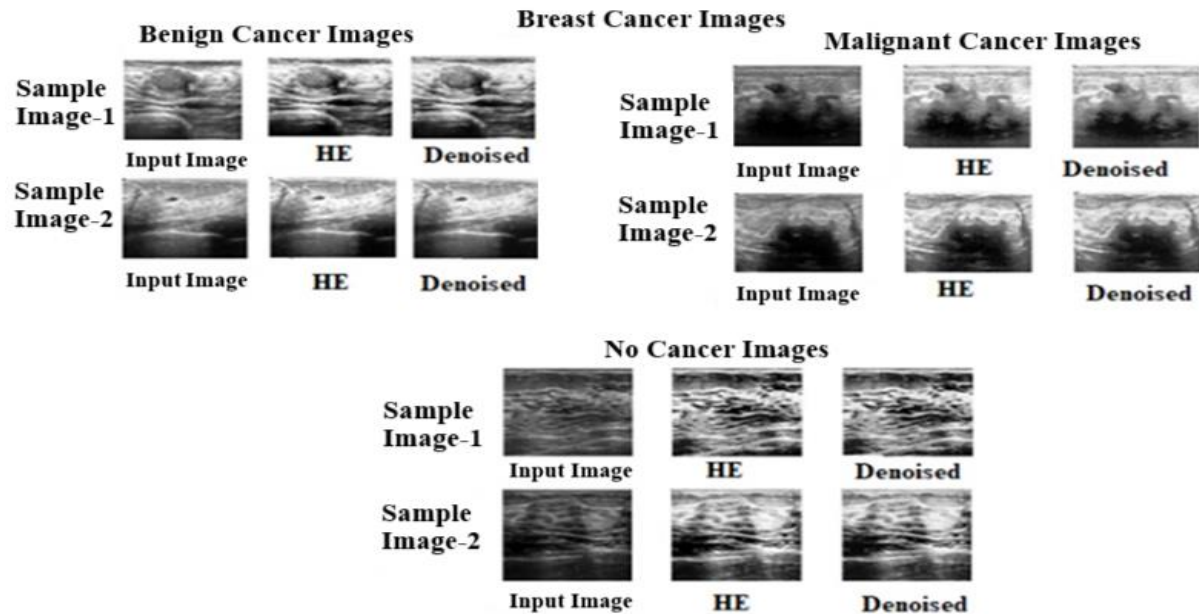 Breast Cancer Images
Benign Cancer Images
Sample
Image-1
Input Image HE Denoised
Sample
Image-2
Input Image HE Denoised
Malignant Cancer Images
Sample
Image-1
Input Image HE Denoised
Sample
Image-2
Input Image HE Denoised
No Cancer Images
Sample
Image-1
Input Image HE Denoised
Sample
Image-2
Input Image HE Denoised